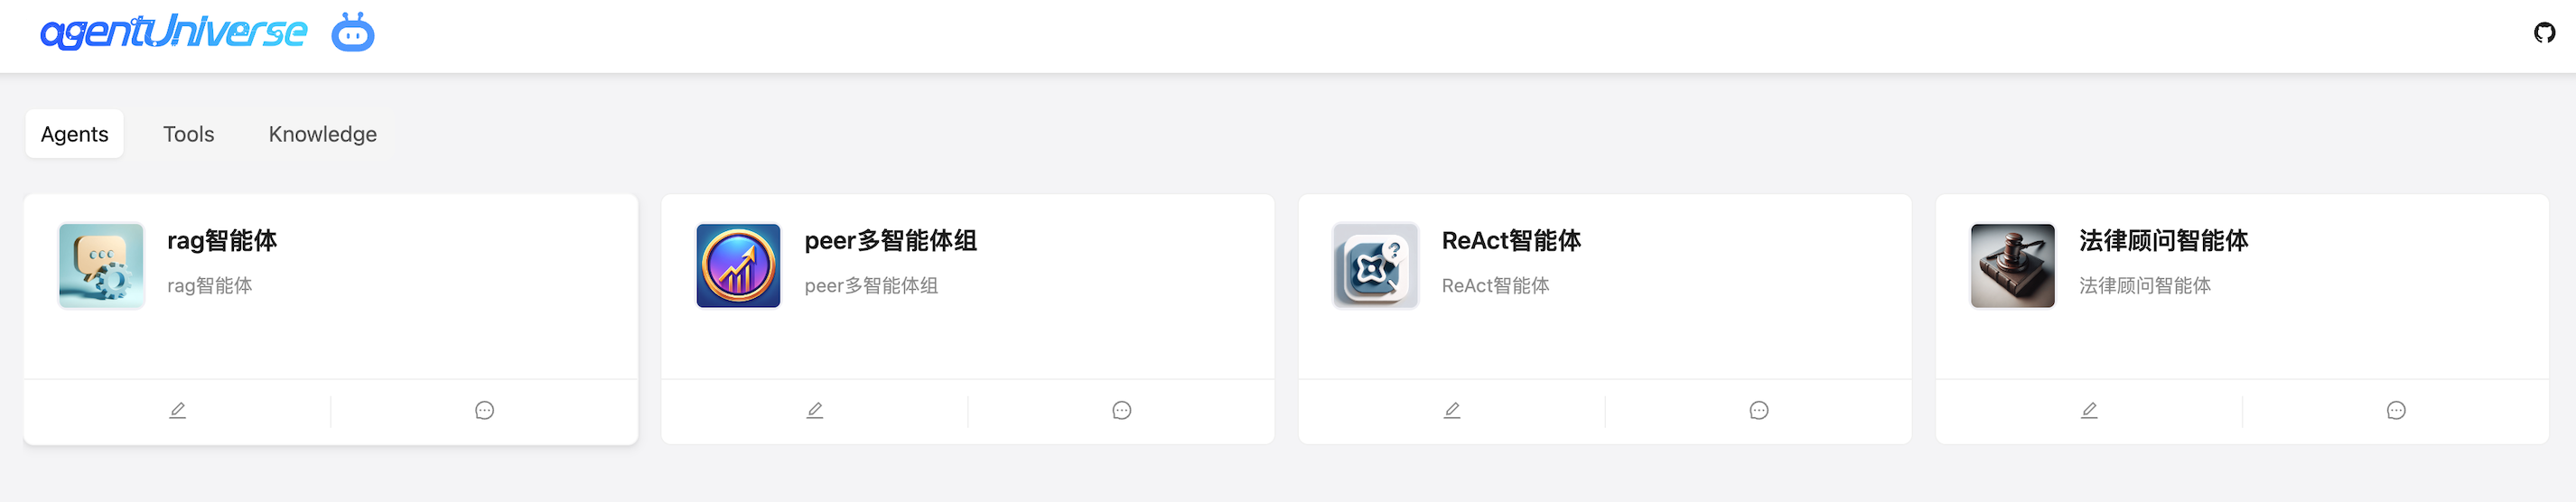 agentUniverse
Agents
Tools
Knowledge
rag智能体
rag智能体
peer多智能体组
peer多智能体组
ReAct智能体
ReAct智能体
法律顾问智能体
法律顾问智能体